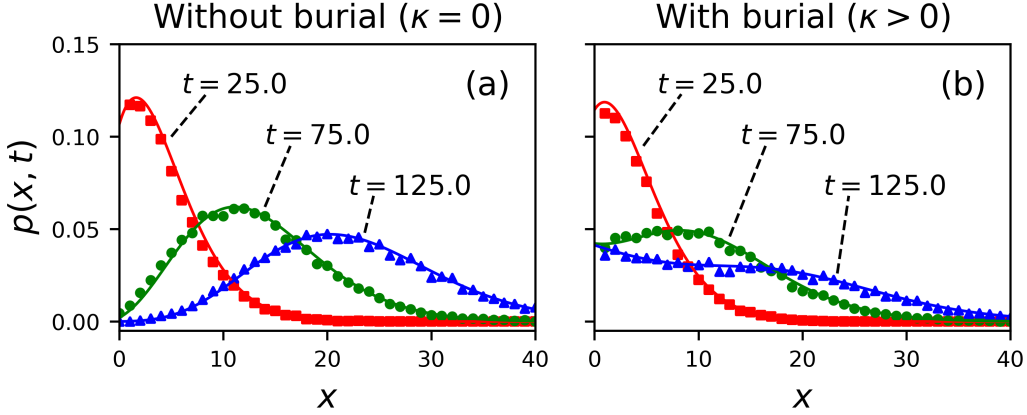 Without burial (κ = 0)
With burial (κ > 0)
p(x, t)
0.15
0.10
0.05
0.00
t = 25.0
t = 75.0
t = 125.0
(a)
0 10 20 30 40
x
t = 25.0
t = 75.0
t = 125.0
(b)
0 10 20 30 40
x